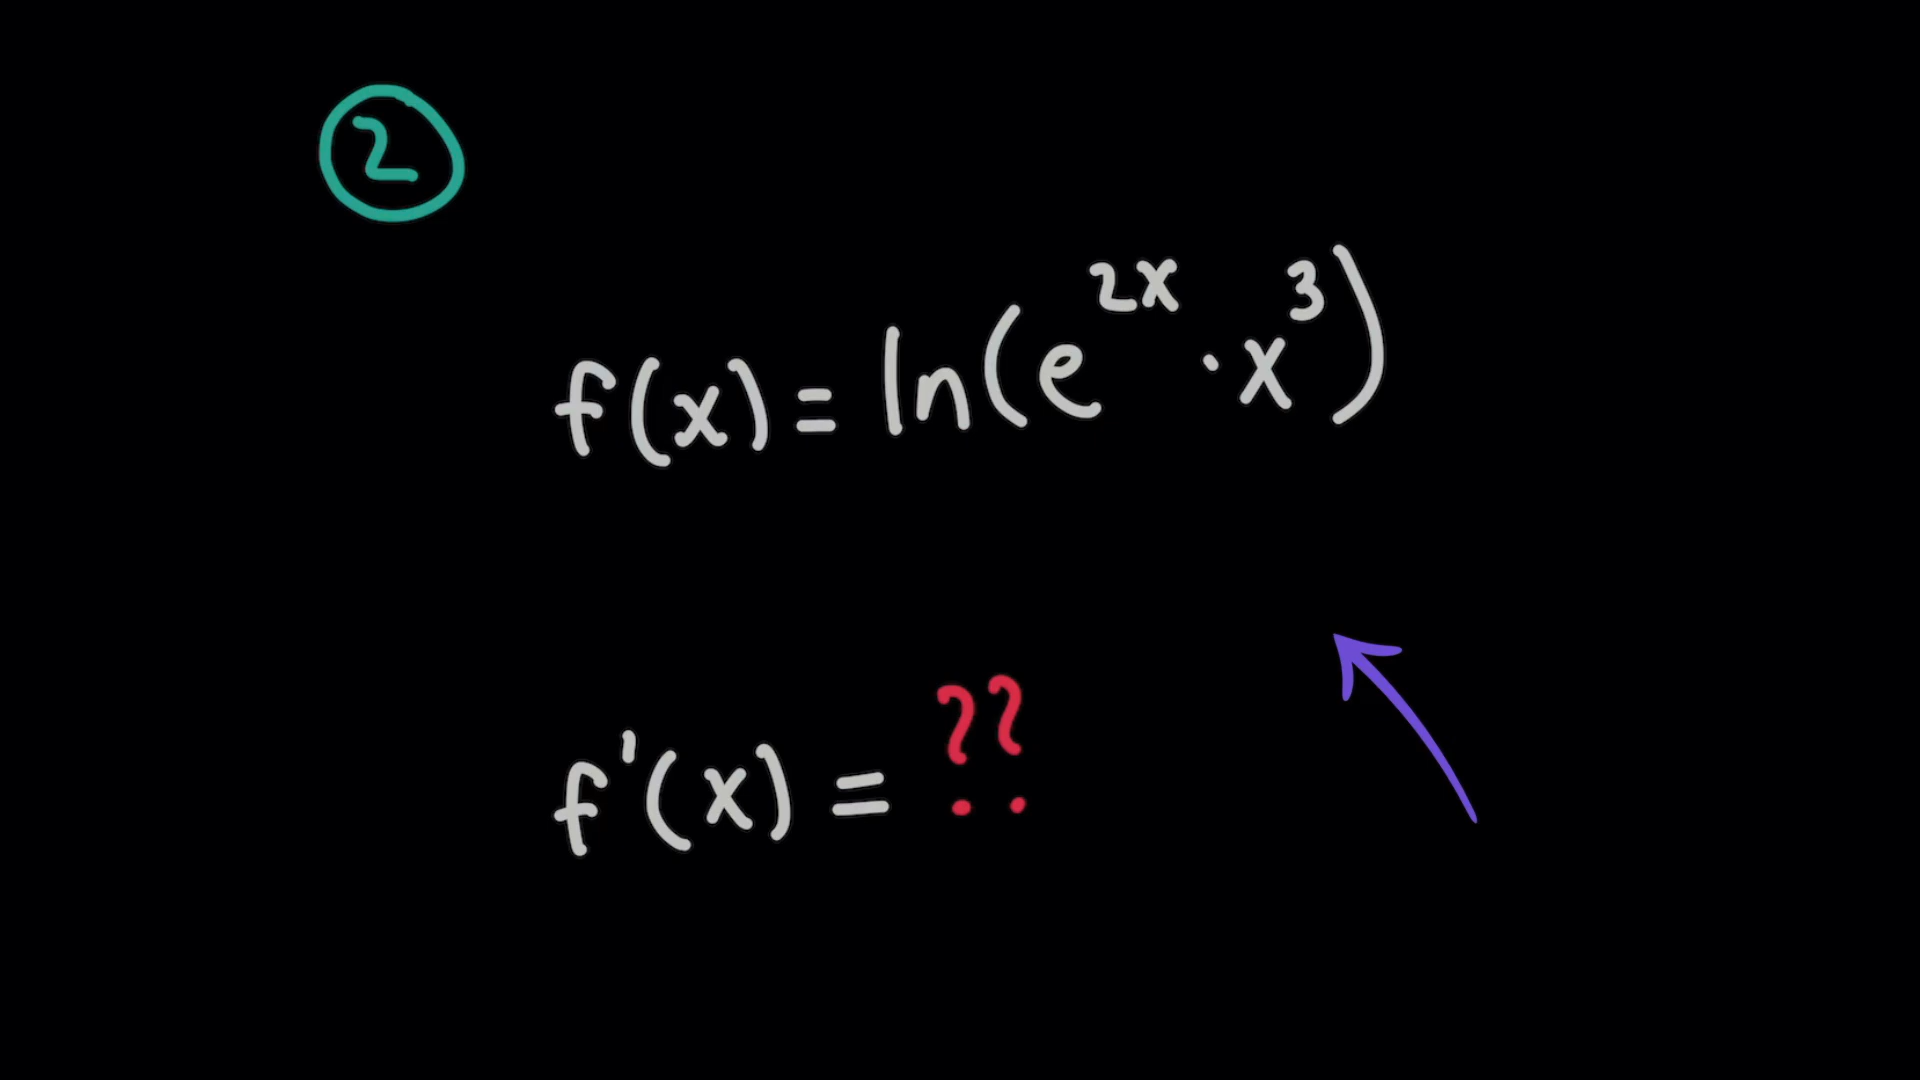 2
f(x) = ln(e^{2x} · x^3)
f'(x) = ??